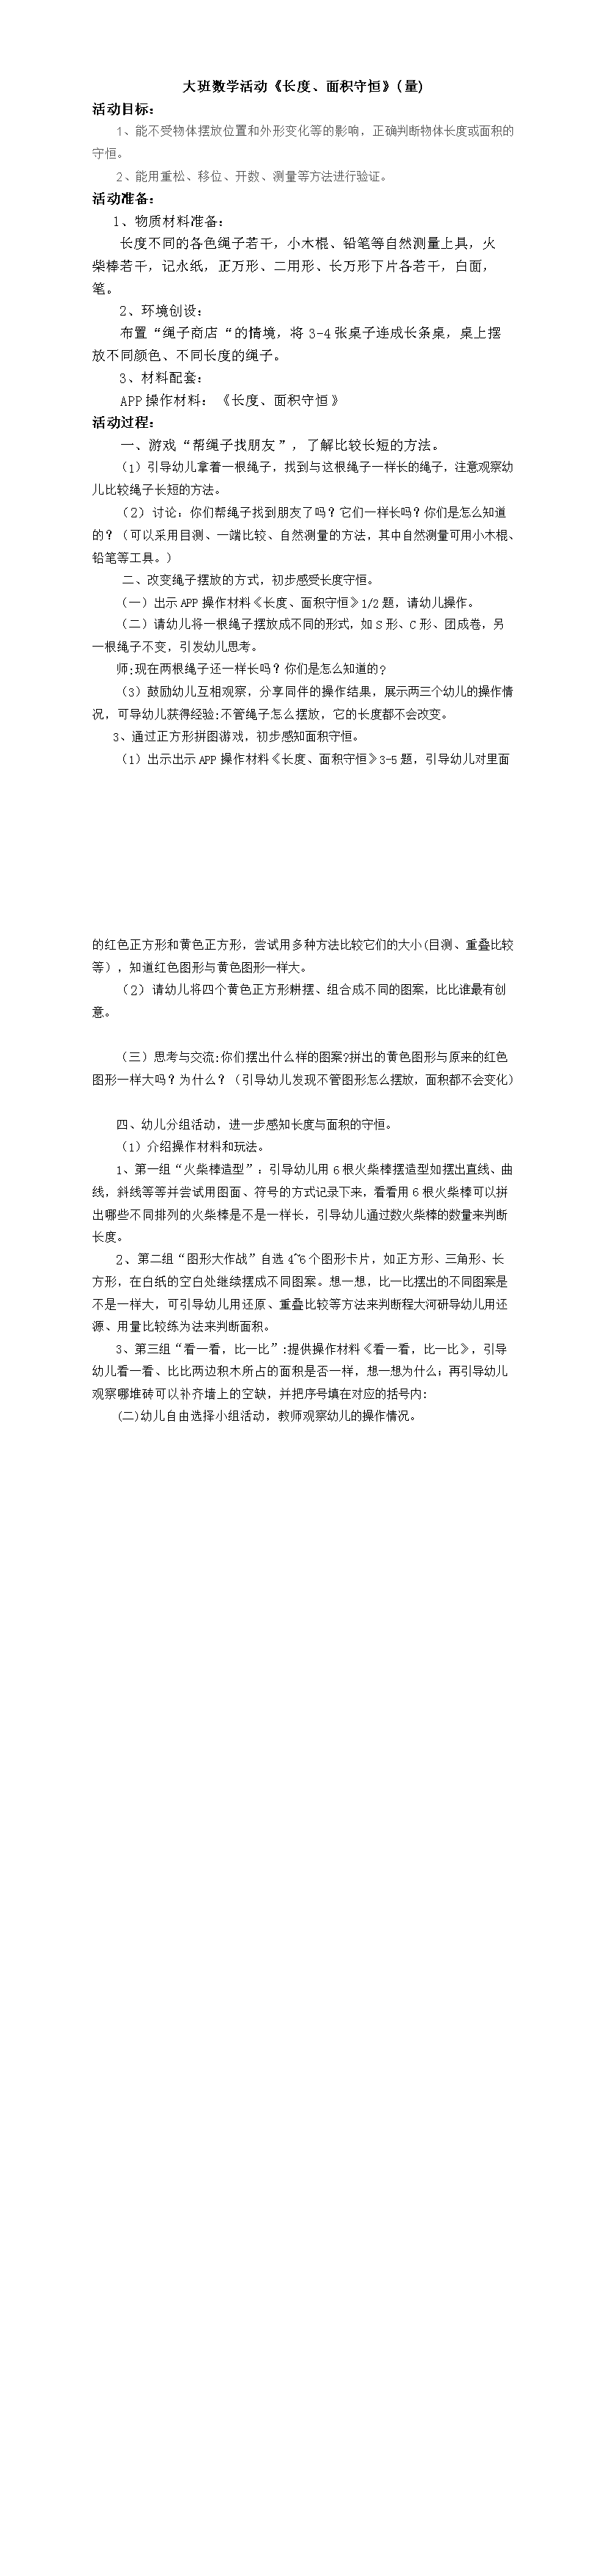 大班数学活动《长度、面积守恒》(量)
活动目标：
1、能不受物体摆放位置和外形变化等的影响，正确判断物体长度或面积的
守恒。
2、能用重松、移位、开数、测量等方法进行验证。
活动准备：
1、物质材料准备：
长度不同的各色绳子若干，小木棍、铅笔等自然测量上具，火
柴棒若干，记永纸，正万形、二用形、长万形下片各若干，白面，
笔。
2、环境创设：
布置“绳子商店“的情境，将 3-4 张桌子连成长条桌，桌上摆
放不同颜色、不同长度的绳子。
3、材料配套：
APP 操作材料：《长度、面积守恒》
活动过程：
一、游戏“帮绳子找朋友”，了解比较长短的方法。
（1）引导幼儿拿着一根绳子，找到与这根绳子一样长的绳子，注意观察幼
儿比较绳子长短的方法。
（2）讨论：你们帮绳子找到朋友了吗？它们一样长吗？你们是怎么知道
的？（可以采用目测、一端比较、自然测量的方法，其中自然测量可用小木棍、
铅笔等工具。）
二、改变绳子摆放的方式，初步感受长度守恒。
（一）出示 APP 操作材料《长度、面积守恒》1/2 题，请幼儿操作。
（二）请幼儿将一根绳子摆放成不同的形式，如 S 形、C 形、团成卷，另
一根绳子不变，引发幼儿思考。
师:现在两根绳子还一样长吗？你们是怎么知道的?
（3）鼓励幼儿互相观察，分享同伴的操作结果，展示两三个幼儿的操作情
况，可导幼儿获得经验:不管绳子怎么摆放，它的长度都不会改变。
3、通过正方形拼图游戏，初步感知面积守恒。
（1）出示出示 APP 操作材料《长度、面积守恒》3-5 题，引导幼儿对里面
的红色正方形和黄色正方形，尝试用多种方法比较它们的大小(目测、重叠比较
等），知道红色图形与黄色图形一样大。
（2）请幼儿将四个黄色正方形耕摆、组合成不同的图案，比比谁最有创
意。
（三）思考与交流:你们摆出什么样的图案?拼出的黄色图形与原来的红色
图形一样大吗？为什么？（引导幼儿发现不管图形怎么摆放，面积都不会变化）
四、幼儿分组活动，进一步感知长度与面积的守恒。
（1）介绍操作材料和玩法。
1、第一组“火柴棒造型”：引导幼儿用 6 根火柴棒摆造型如摆出直线、曲
线，斜线等等并尝试用图面、符号的方式记录下来，看看用 6 根火柴棒可以拼
出哪些不同排列的火柴棒是不是一样长，引导幼儿通过数火柴棒的数量来判断
长度。
2、第二组“图形大作战”自选 4~6 个图形卡片，如正方形、三角形、长
方形，在白纸的空白处继续摆成不同图案。想一想，比一比摆出的不同图案是
不是一样大，可引导幼儿用还原、重叠比较等方法来判断程大河研导幼儿用还
源、用量比较练为法来判断面积。
3、第三组“看一看，比一比”:提供操作材料《看一看，比一比》，引导
幼儿看一看、比比两边积木所占的面积是否一样，想一想为什么；再引导幼儿
观察哪堆砖可以补齐墙上的空缺，并把序号填在对应的括号内:
(二)幼儿自由选择小组活动，教师观察幼儿的操作情况。